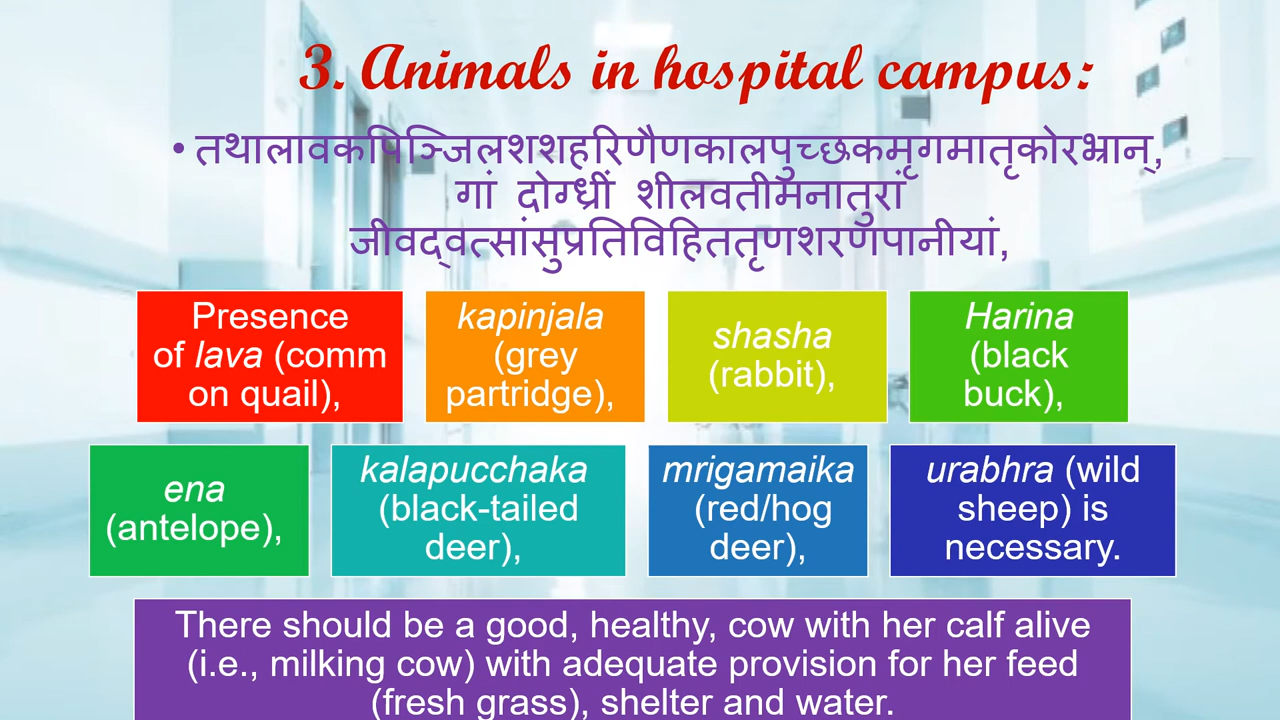 3. Animals in hospital campus:
• तथालावकपिञ्जिलशशहरिणैणकालपुच्छकमृगमातृकोरभ्रान्,
गां दोग्ध्रीं शीलवतीमनातुरां
जीवद्वत्सांसुप्रतिविहिततृणशरणपानीयां,
Presence
of lava (comm
on quail),
kapinjala
(grey
partridge),
shasha
(rabbit),
Harina
(black
buck),
ena
(antelope),
kalapucchaka
(black-tailed
deer),
mrigamaika
(red/hog
deer),
urabhra (wild
sheep) is
necessary.
There should be a good, healthy, cow with her calf alive
(i.e., milking cow) with adequate provision for her feed
(fresh grass), shelter and water.